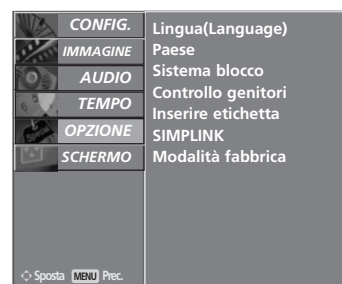 CONFIG.
IMMAGINE
AUDIO
TEMPO
OPZIONE
SCHERMO
Lingua(Language)
Paese
Sistema blocco
Controllo genitori
Inserire etichetta
SIMPLINK
Modalità fabbrica
Sposta MENU Prec.